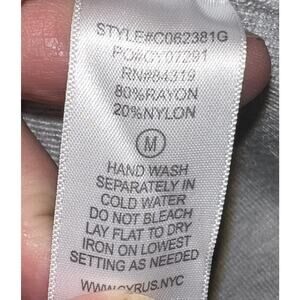 STYLE#C062381G
PO#CY07291
RN#84319
80%RAYON
20%NYLON
M
HAND WASH
SEPARATELY IN
COLD WATER
DO NOT BLEACH
LAY FLAT TO DRY
IRON ON LOWEST
SETTING AS NEEDED
WWW.CYRUS.NYC